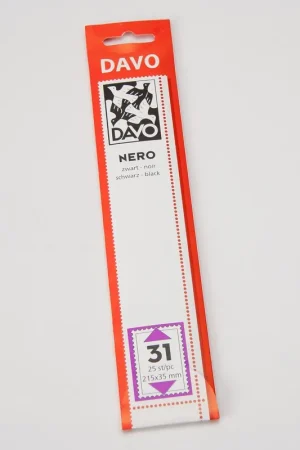 DAVO
DAVO
NERO
zwart - noir
schwarz - black
31
25 st/pc
215x35 mm